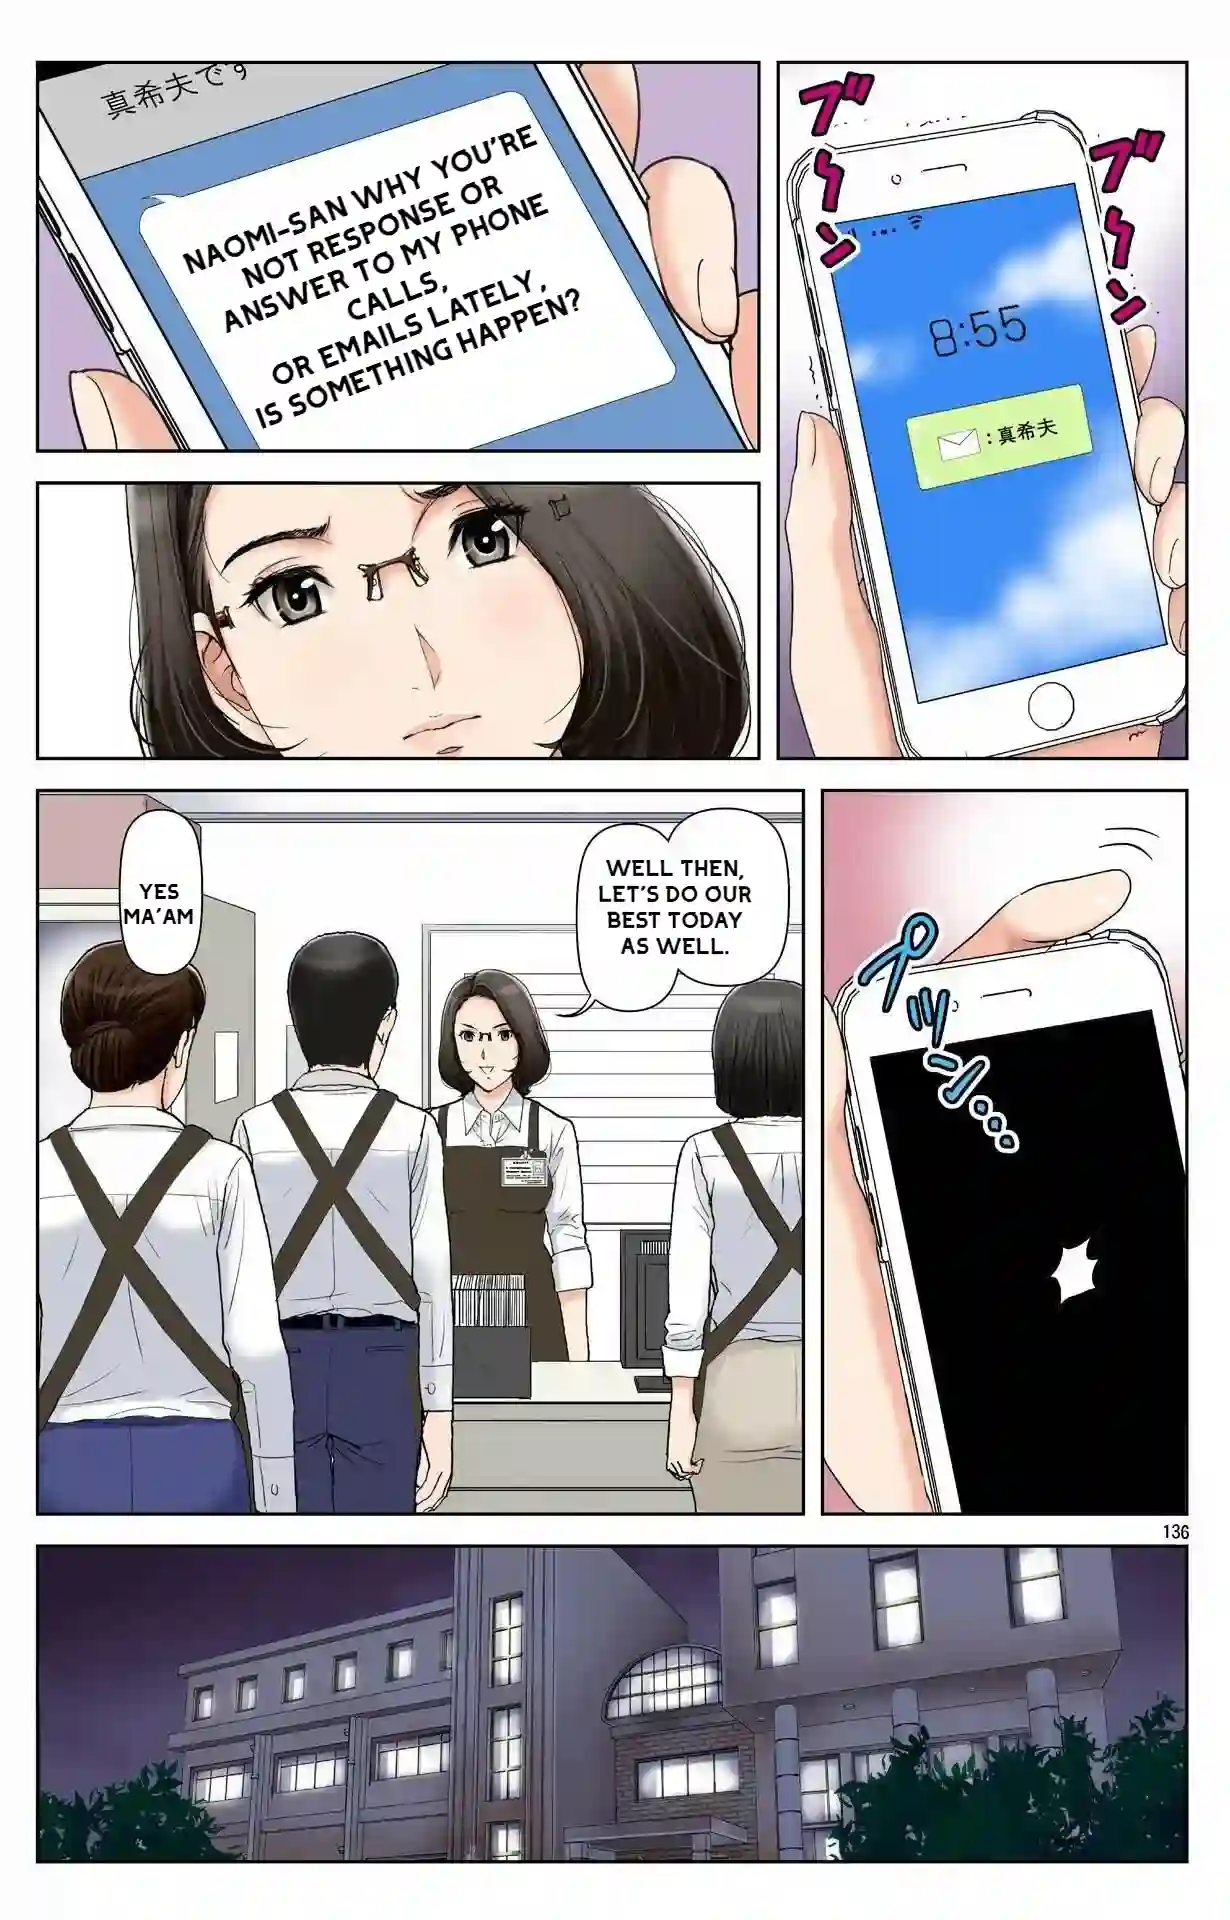 ブ
ブ
ーン
ーン
8:55
:真希夫
真希夫です
NAOMI-SAN WHY YOU'RE
NOT RESPONSE OR
ANSWER TO MY PHONE
CALLS,
OR EMAILS LATELY,
IS SOMETHING HAPPEN?
プツン…
WELL THEN,
LET'S DO OUR
BEST TODAY
AS WELL.
YES
MA'AM
136